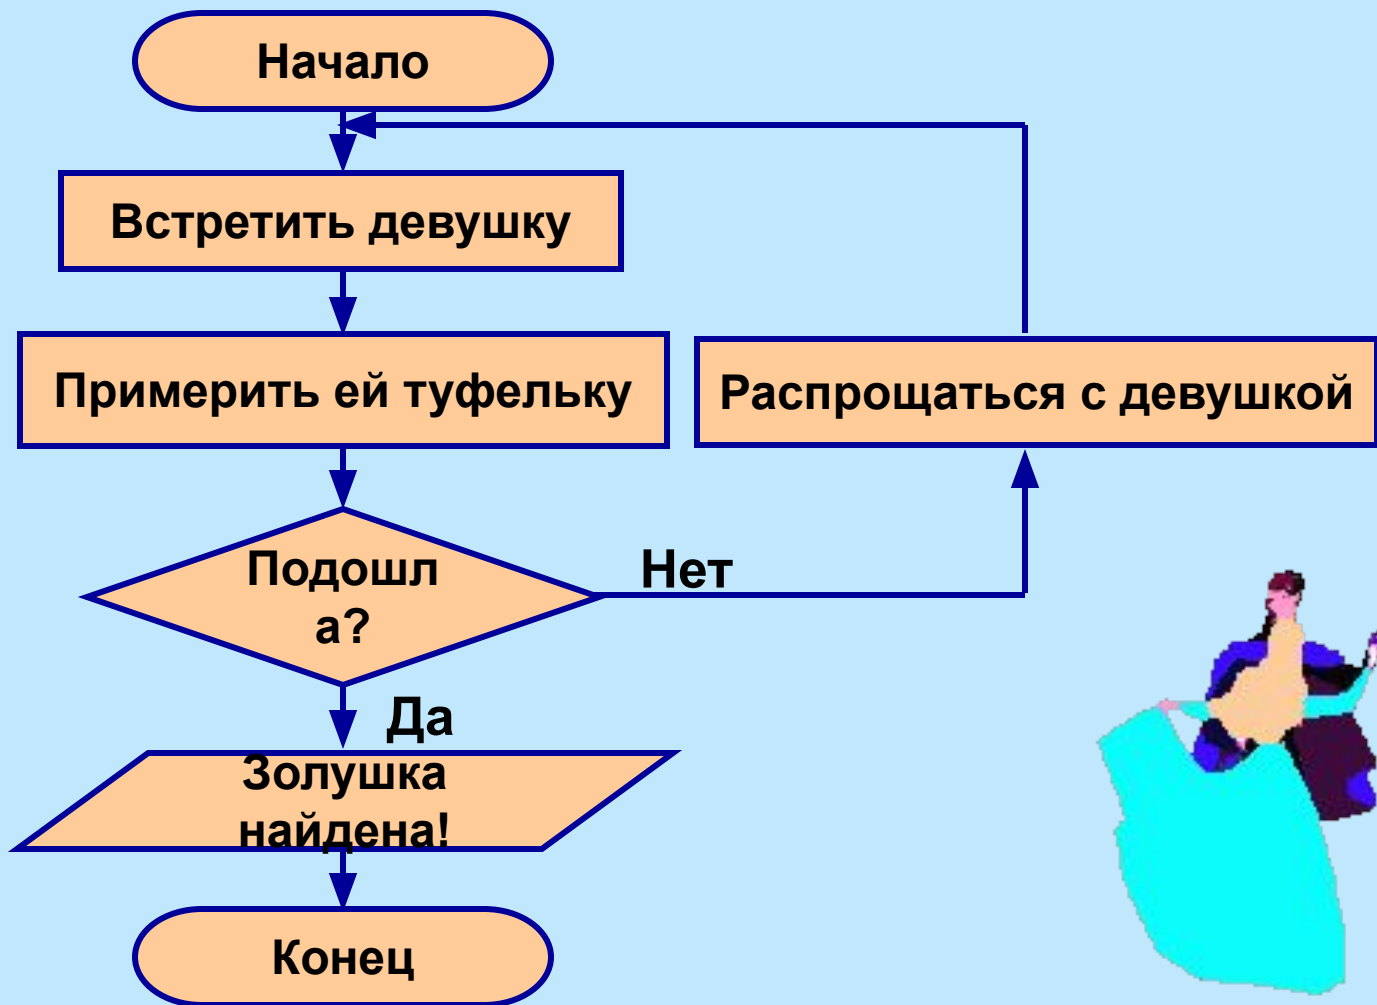 Начало
Встретить девушку
Примерить ей туфельку
Распрощаться с девушкой
Подошл
а?
Нет
Да
Золушка
найдена!
Конец